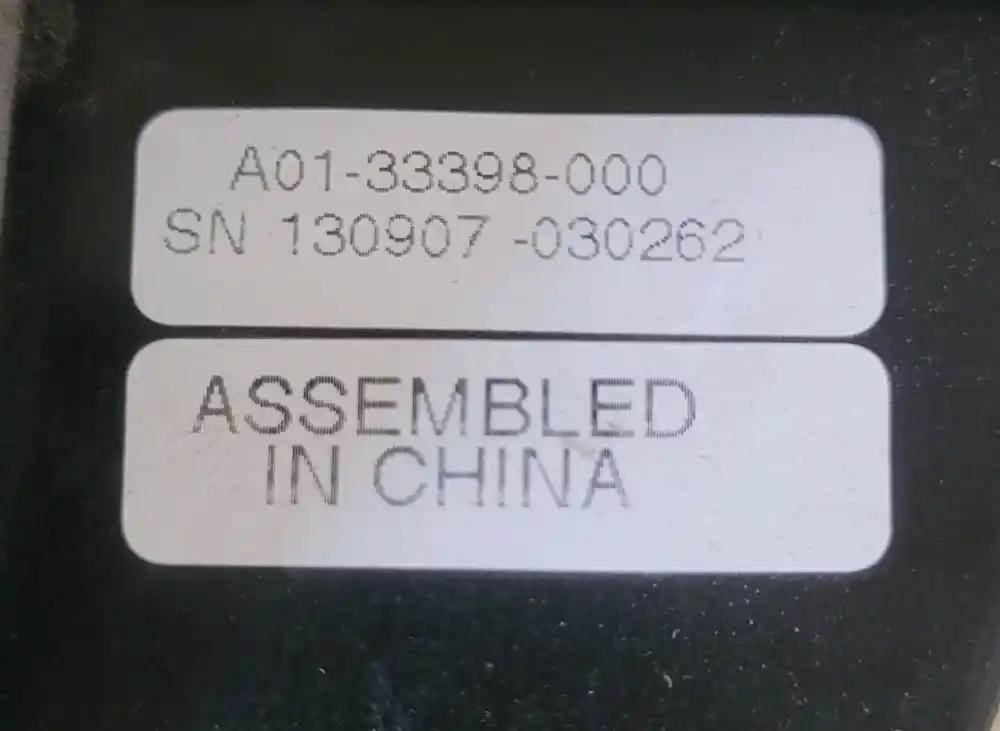 A01-33398-000
SN 130907 -030262
ASSEMBLED
IN CHINA